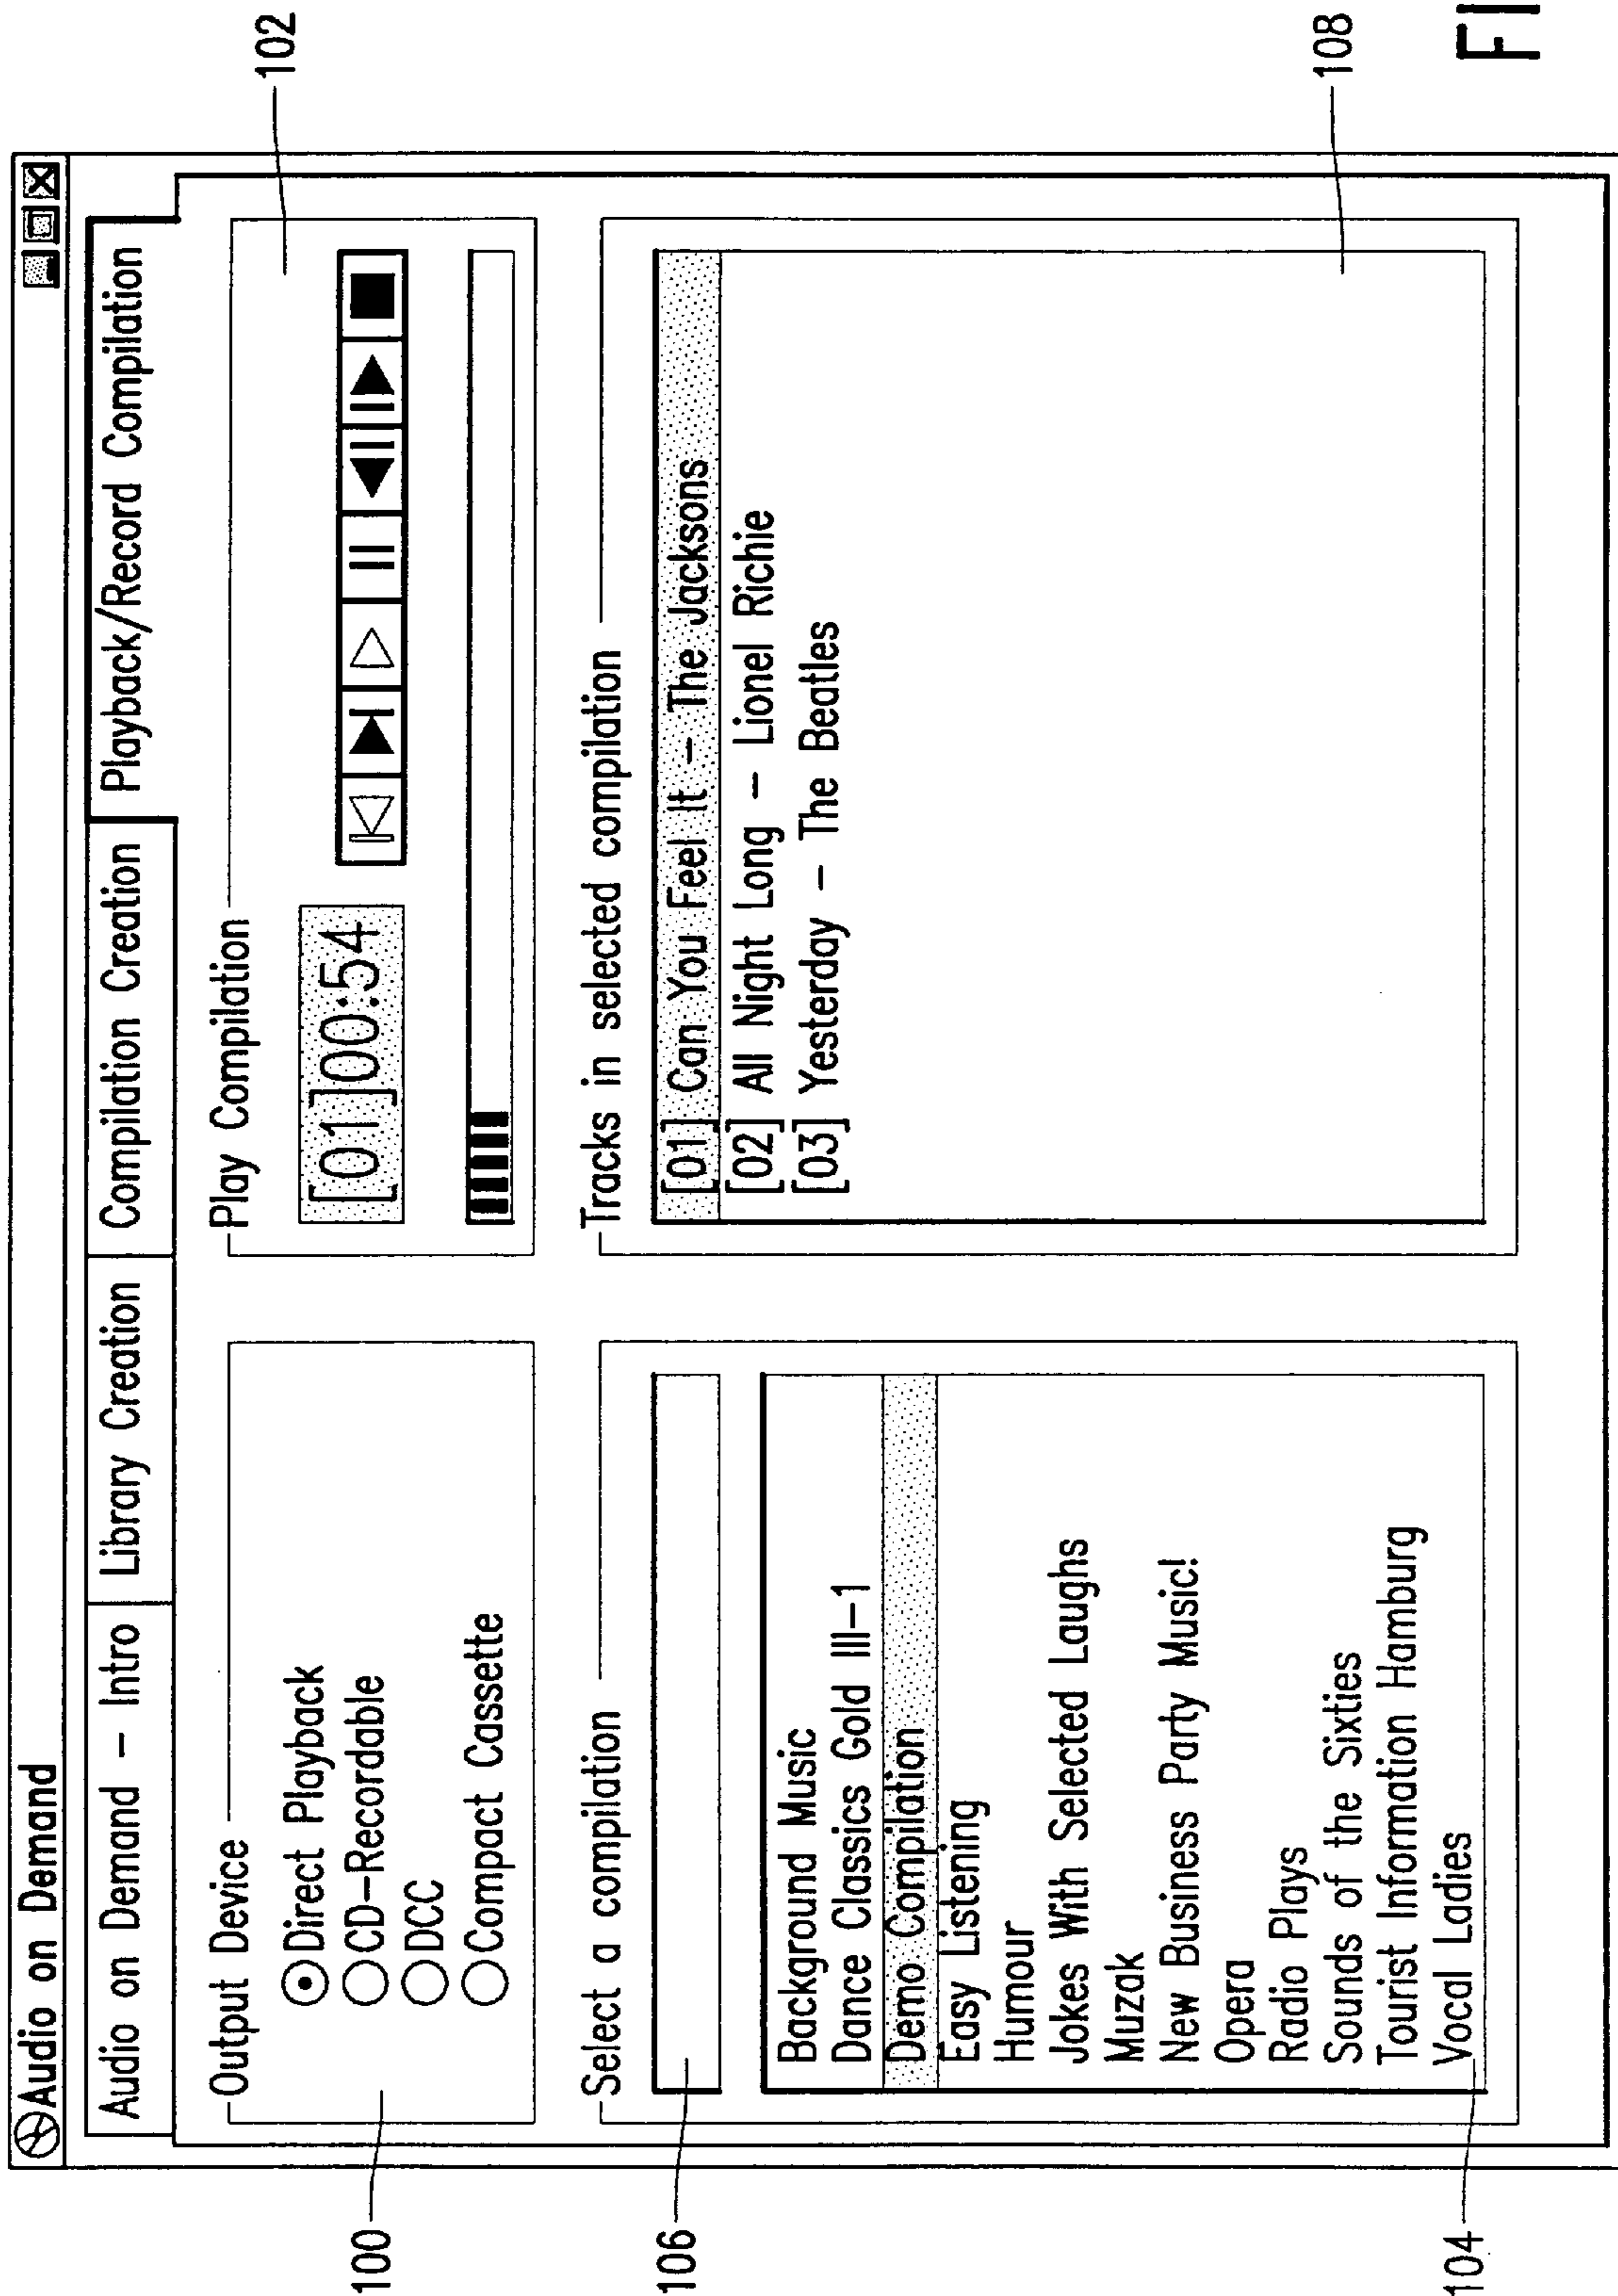 Audio on Demand
Audio on Demand – Intro
Library Creation
Compilation Creation
Playback/Record Compilation
Output Device
Direct Playback
CD–Recordable
DCC
Compact Cassette
100
Play Compilation
[01]00:54
102
Select a compilation
106
Background Music
Dance Classics Gold III–1
Demo Compilation
Easy Listening
Humour
Jokes With Selected Laughs
Muzak
New Business Party Music!
Opera
Radio Plays
Sounds of the Sixties
Tourist Information Hamburg
Vocal Ladies
104
Tracks in selected compilation
[01] Can You Feel It – The Jacksons
[02] All Night Long – Lionel Richie
[03] Yesterday – The Beatles
108
FI